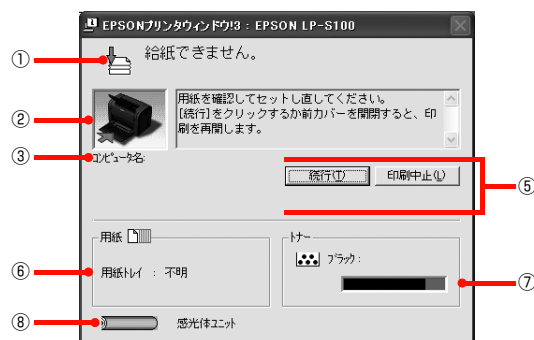 EPSONプリンタウィンドウ!3 : EPSON LP-S100
① 給紙できません。
②
用紙を確認してセットし直してください。
[続行]をクリックするか前カバーを開閉すると、印
刷を再開します。
③ コンピュータ名:
続行(T) 印刷中止(L)
⑤
用紙
⑥ 用紙トレイ : 不明
トナー
ブラック:
⑦
⑧ 感光体ユニット